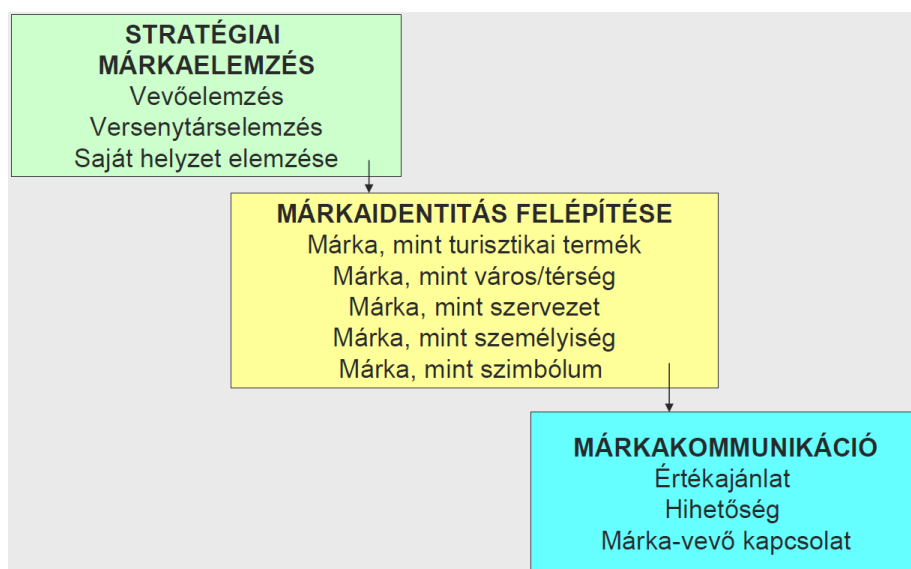 STRATÉGIAI
MÁRKAELEMZÉS
Vevőelemzés
Versenytárselemzés
Saját helyzet elemzése
MÁRKAIDENTITÁS FELÉPÍTÉSE
Márka, mint turisztikai termék
Márka, mint város/térség
Márka, mint szervezet
Márka, mint személyiség
Márka, mint szimbólum
MÁRKAKOMMUNIKÁCIÓ
Értékajánlat
Hihetőség
Márka-vevő kapcsolat